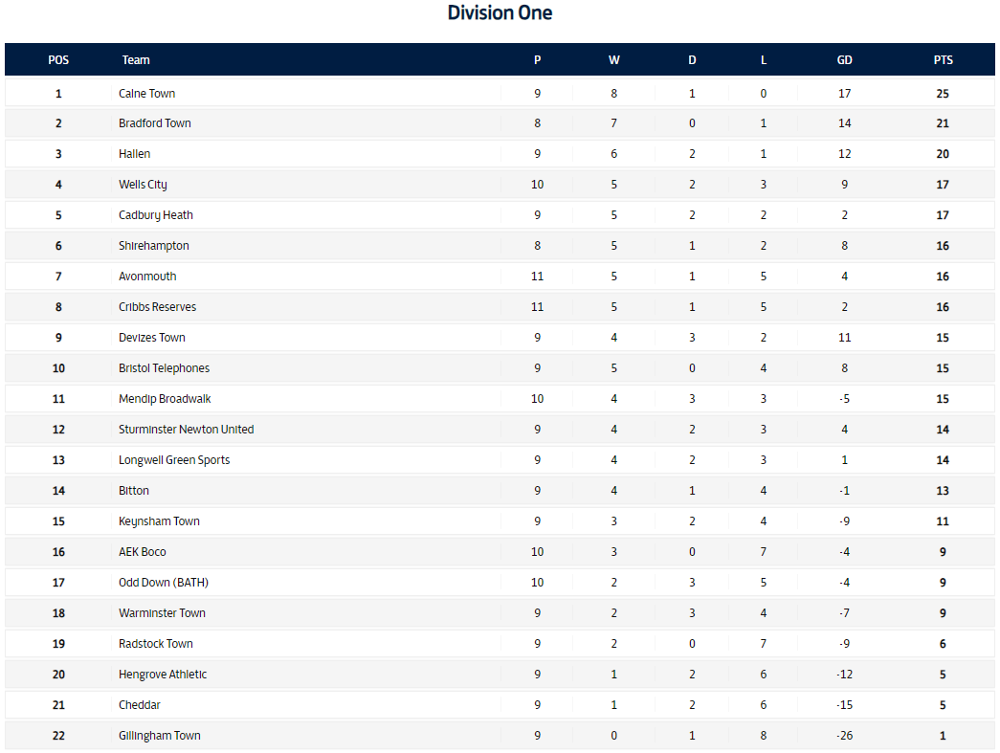 Division One
POS Team P W D L GD PTS
1 Calne Town 9 8 1 0 17 25
2 Bradford Town 8 7 0 1 14 21
3 Hallen 9 6 2 1 12 20
4 Wells City 10 5 2 3 9 17
5 Cadbury Heath 9 5 2 2 2 17
6 Shirehampton 8 5 1 2 8 16
7 Avonmouth 11 5 1 5 4 16
8 Cribbs Reserves 11 5 1 5 2 16
9 Devizes Town 9 4 3 2 11 15
10 Bristol Telephones 9 5 0 4 8 15
11 Mendip Broadwalk 10 4 3 3 -5 15
12 Sturminster Newton United 9 4 2 3 4 14
13 Longwell Green Sports 9 4 2 3 1 14
14 Bitton 9 4 1 4 -1 13
15 Keynsham Town 9 3 2 4 -9 11
16 AEK Boco 10 3 0 7 -4 9
17 Odd Down (BATH) 10 2 3 5 -4 9
18 Warminster Town 9 2 3 4 -7 9
19 Radstock Town 9 2 0 7 -9 6
20 Hengrove Athletic 9 1 2 6 -12 5
21 Cheddar 9 1 2 6 -15 5
22 Gillingham Town 9 0 1 8 -26 1